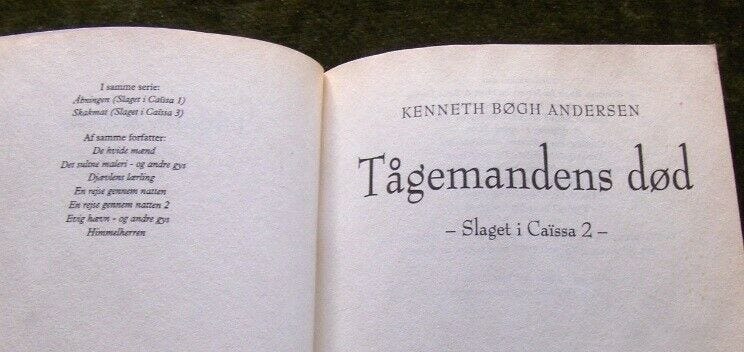 I samme serie:
Åbningen (Slaget i Caïssa 1)
Skakmat (Slaget i Caïssa 3)
Af samme forfatter:
De hvide mænd
Det sultne maleri - og andre gys
Djævlens lærling
En rejse gennem natten
En rejse gennem natten 2
Evig hævn - og andre gys
Himmelherren
KENNETH BØGH ANDERSEN
Tågemandens død
– Slaget i Caïssa 2 –